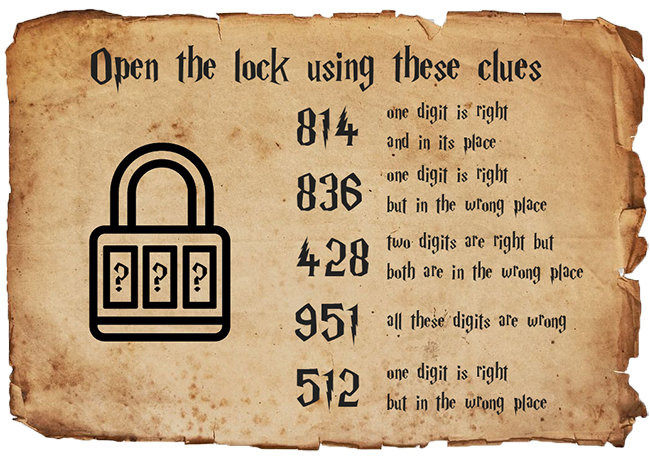 Open the lock using these clues
814 one digit is right
and in its place
836 one digit is right
but in the wrong place
428 two digits are right but
both are in the wrong place
951 all these digits are wrong
512 one digit is right
but in the wrong place
? ? ?